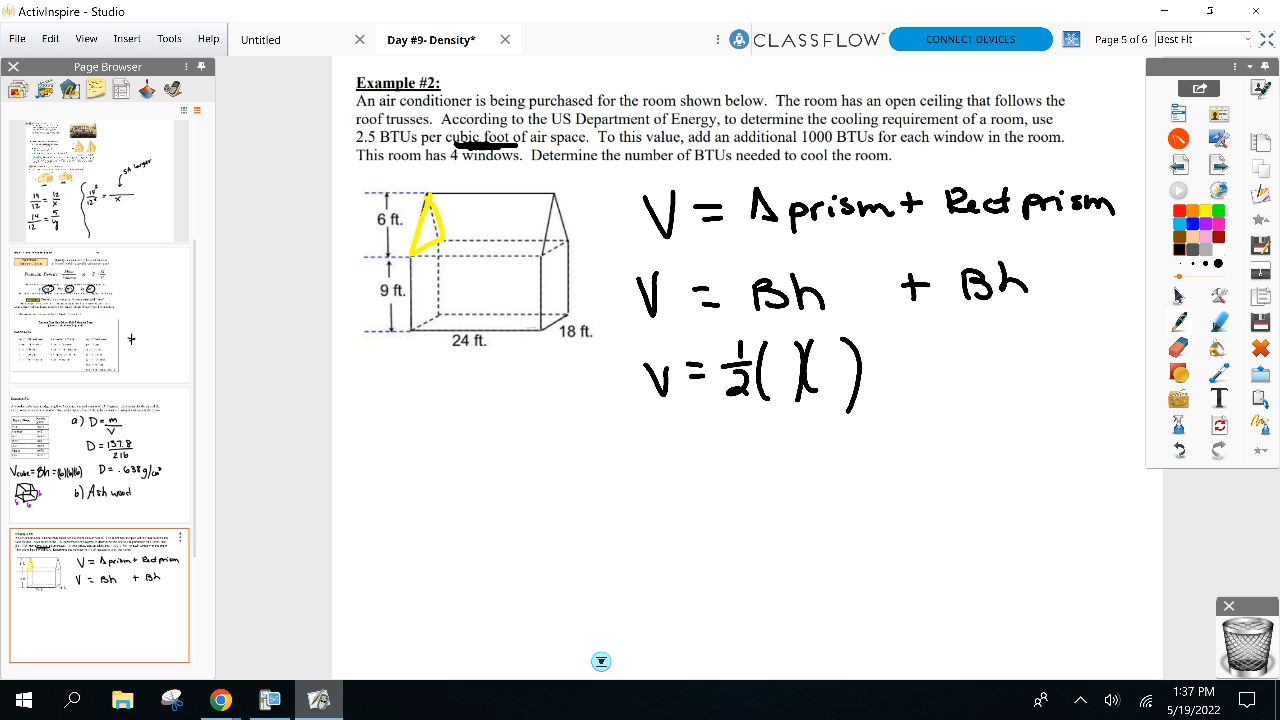 ActivInspire - Studio
File Edit View Insert Tools Help
Untitled
Day #9- Density*
CLASSFLOW
CONNECT DEVICES
Page 5 of 6
Best Fit
Page Browser
Example #2:
An air conditioner is being purchased for the room shown below. The room has an open ceiling that follows the
roof trusses. According to the US Department of Energy, to determine the cooling requirement of a room, use
2.5 BTUs per cubic foot of air space. To this value, add an additional 1000 BTUs for each window in the room.
This room has 4 windows. Determine the number of BTUs needed to cool the room.
6 ft.
9 ft.
24 ft.
18 ft.
V = Δ prism + Rect prism
V = Bh + Bh
V = 1/2 ( )( )
a) D = m/V
D = 137.8/216
D = .638 g/cm³
b) Ash wood
V = Δ prism + Rect prism
V = Bh + Bh
1:37 PM
5/19/2022